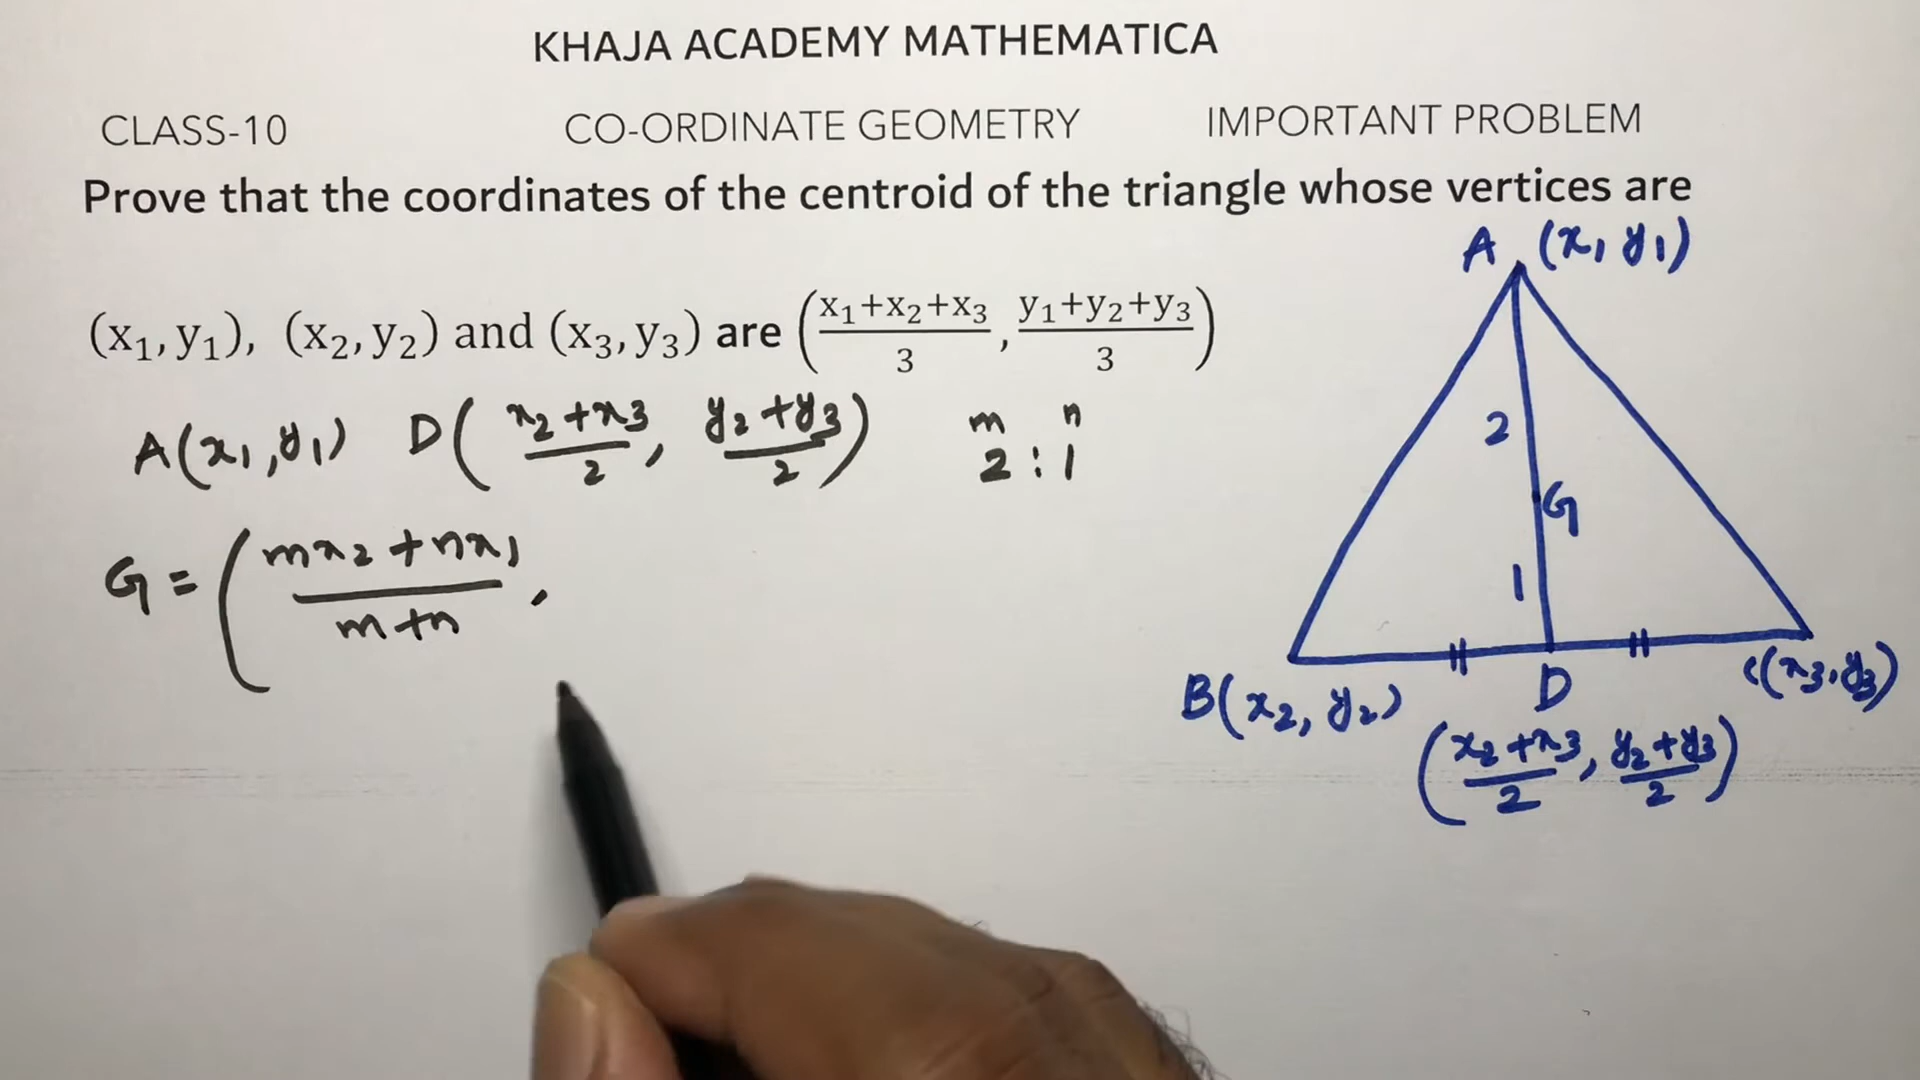 KHAJA ACADEMY MATHEMATICA
CLASS-10 CO-ORDINATE GEOMETRY IMPORTANT PROBLEM
Prove that the coordinates of the centroid of the triangle whose vertices are
(x₁, y₁), (x₂, y₂) and (x₃, y₃) are ((x₁+x₂+x₃)/3, (y₁+y₂+y₃)/3)
A(x₁, y₁) D((x₂+x₃)/2, (y₂+y₃)/2) m n
2 : 1
G = ((mx₂+nx₁)/(m+n),
A (x₁ y₁)
2
G
1
B(x₂, y₂) D C(x₃, y₃)
((x₂+x₃)/2, (y₂+y₃)/2)